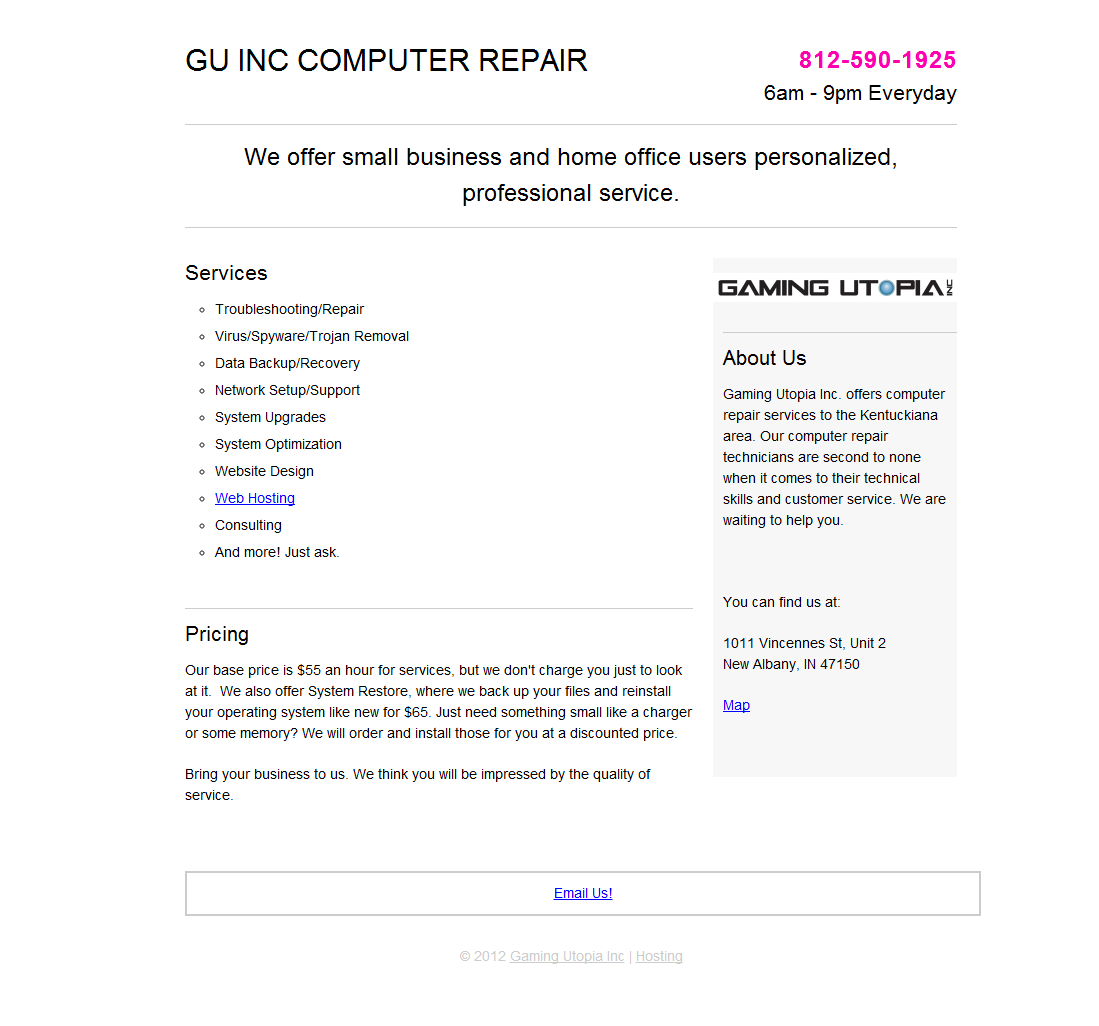 GU INC COMPUTER REPAIR
812-590-1925
6am - 9pm Everyday
We offer small business and home office users personalized,
professional service.
Services
Troubleshooting/Repair
Virus/Spyware/Trojan Removal
Data Backup/Recovery
Network Setup/Support
System Upgrades
System Optimization
Website Design
Web Hosting
Consulting
And more! Just ask.
Pricing
Our base price is $55 an hour for services, but we don't charge you just to look
at it.  We also offer System Restore, where we back up your files and reinstall
your operating system like new for $65. Just need something small like a charger
or some memory? We will order and install those for you at a discounted price.
Bring your business to us. We think you will be impressed by the quality of
service.
GAMING UTOPIA INC
About Us
Gaming Utopia Inc. offers computer
repair services to the Kentuckiana
area. Our computer repair
technicians are second to none
when it comes to their technical
skills and customer service. We are
waiting to help you.
You can find us at:
1011 Vincennes St, Unit 2
New Albany, IN 47150
Map
Email Us!
© 2012 Gaming Utopia Inc | Hosting